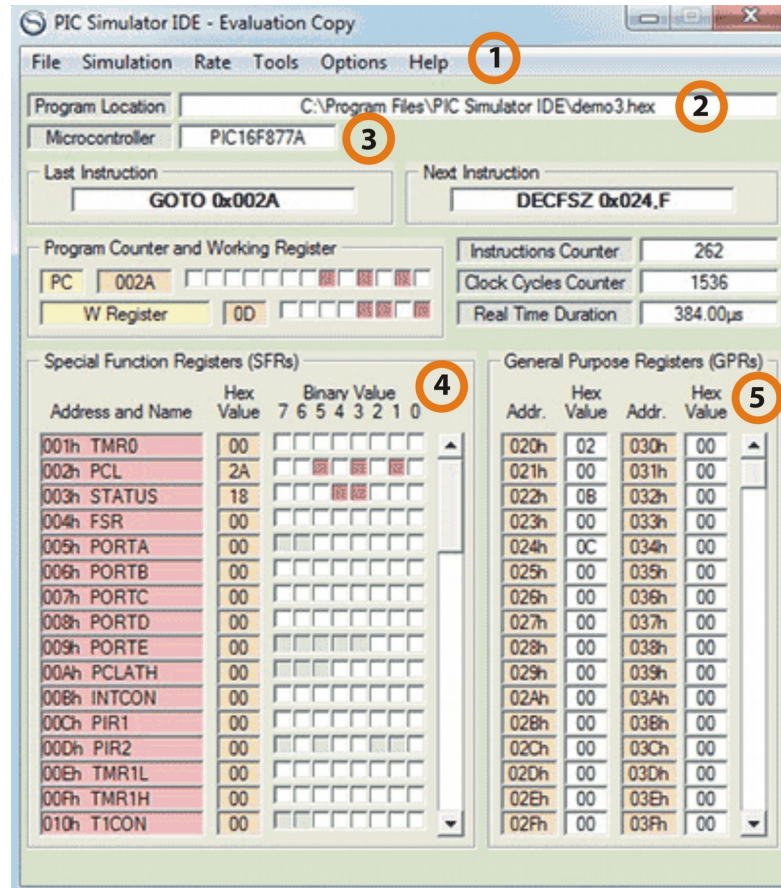 PIC Simulator IDE - Evaluation Copy
File Simulation Rate Tools Options Help 1
Program Location C:\Program Files\PIC Simulator IDE\demo3.hex 2
Microcontroller PIC16F877A 3
Last Instruction Next Instruction
GOTO 0x002A DECFSZ 0x024,F
Program Counter and Working Register Instructions Counter 262
PC 002A Clock Cycles Counter 1536
W Register 0D Real Time Duration 384.00µs
Special Function Registers (SFRs) 4 General Purpose Registers (GPRs) 5
Hex Binary Value Hex Hex
Address and Name Value 7 6 5 4 3 2 1 0 Addr. Value Addr. Value
001h TMR0 00 020h 02 030h 00
002h PCL 2A 021h 00 031h 00
003h STATUS 18 022h 0B 032h 00
004h FSR 00 023h 00 033h 00
005h PORTA 00 024h 0C 034h 00
006h PORTB 00 025h 00 035h 00
007h PORTC 00 026h 00 036h 00
008h PORTD 00 027h 00 037h 00
009h PORTE 00 028h 00 038h 00
00Ah PCLATH 00 029h 00 039h 00
00Bh INTCON 00 02Ah 00 03Ah 00
00Ch PIR1 00 02Bh 00 03Bh 00
00Dh PIR2 00 02Ch 00 03Ch 00
00Eh TMR1L 00 02Dh 00 03Dh 00
00Fh TMR1H 00 02Eh 00 03Eh 00
010h T1CON 00 02Fh 00 03Fh 00